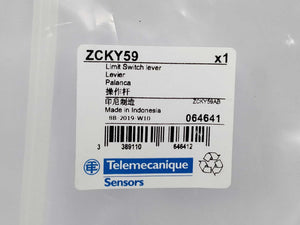 ZCKY59 x1
Limit Switch lever
Levier
Palanca
操作杆
印尼制造 ZCKY59AB
Made in Indonesia
8B-2019-W10 064641
3 389110 646412
Telemecanique
Sensors